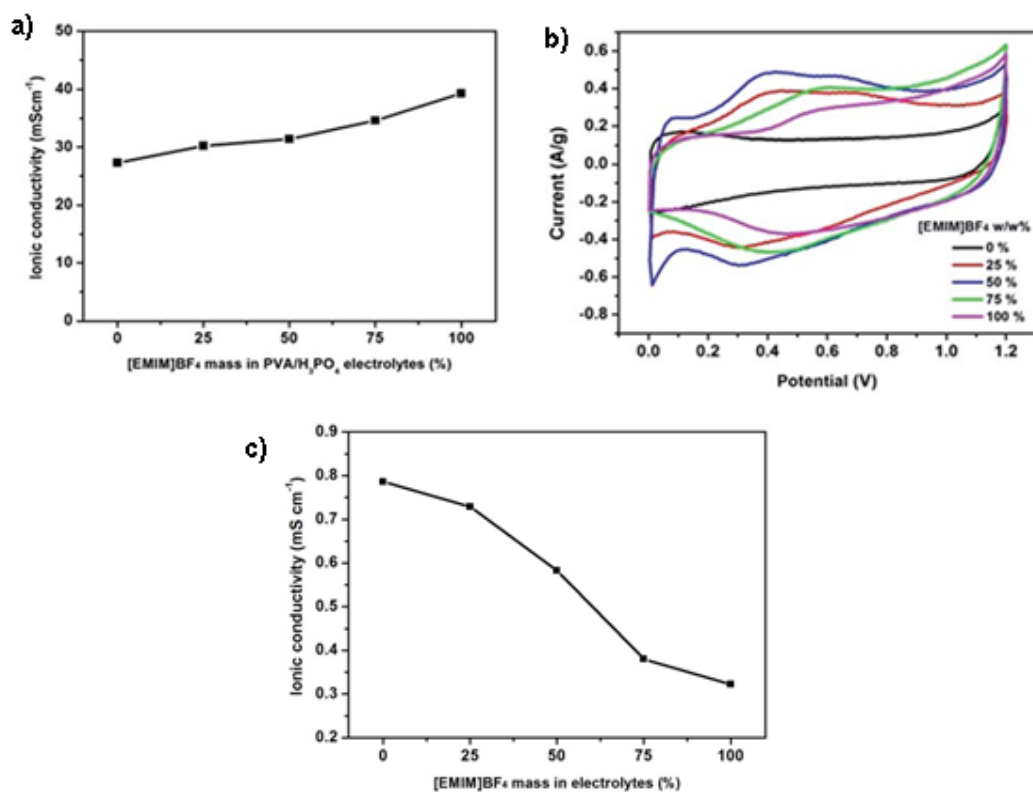 a)
50
40
30
20
10
0
Ionic conductivity (mScm⁻¹)
0 25 50 75 100
[EMIM]BF₄ mass in PVA/H₃PO₄ electrolytes (%)
b)
0.6
0.4
0.2
0.0
-0.2
-0.4
-0.6
-0.8
Current (A/g)
[EMIM]BF₄ w/w%
0 %
25 %
50 %
75 %
100 %
0.0 0.2 0.4 0.6 0.8 1.0 1.2
Potential (V)
c)
0.9
0.8
0.7
0.6
0.5
0.4
0.3
0.2
Ionic conductivity (mS cm⁻¹)
0 25 50 75 100
[EMIM]BF₄ mass in electrolytes (%)